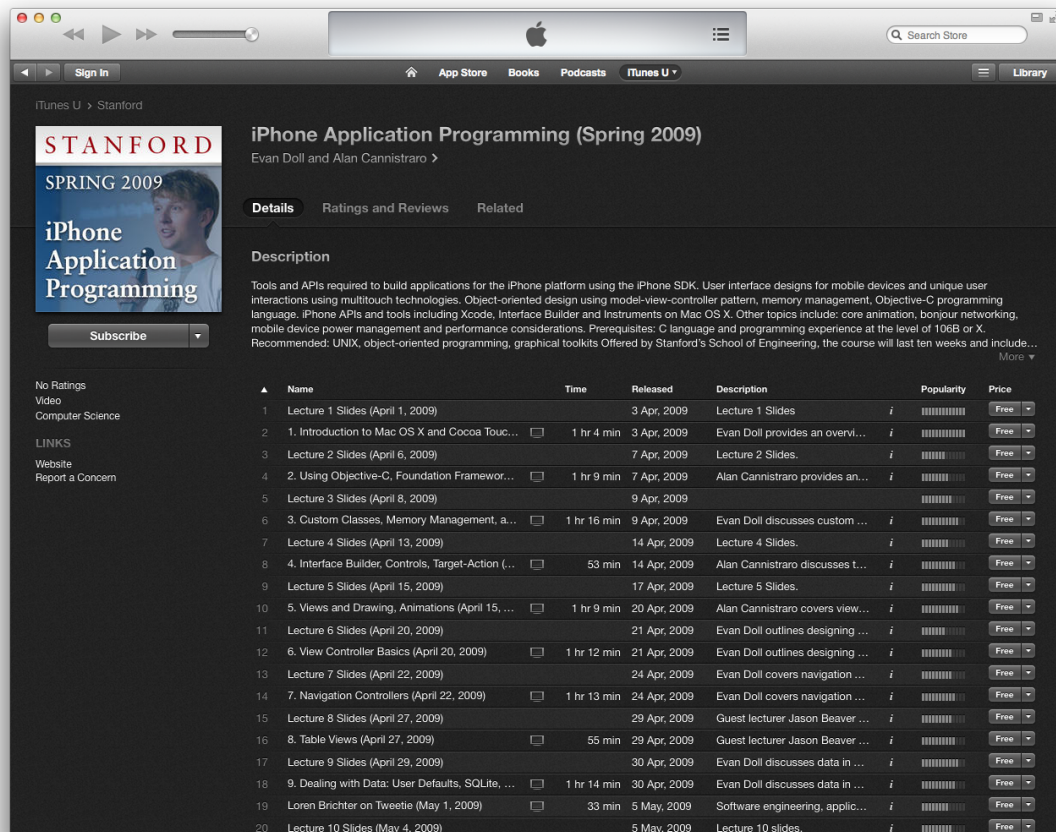 Search Store
Sign In
App Store Books Podcasts iTunes U
Library
iTunes U > Stanford
STANFORD
SPRING 2009
iPhone
Application
Programming
iPhone Application Programming (Spring 2009)
Evan Doll and Alan Cannistraro >
Details Ratings and Reviews Related
Description
Tools and APIs required to build applications for the iPhone platform using the iPhone SDK. User interface designs for mobile devices and unique user
interactions using multitouch technologies. Object-oriented design using model-view-controller pattern, memory management, Objective-C programming
language. iPhone APIs and tools including Xcode, Interface Builder and Instruments on Mac OS X. Other topics include: core animation, bonjour networking,
mobile device power management and performance considerations. Prerequisites: C language and programming experience at the level of 106B or X.
Recommended: UNIX, object-oriented programming, graphical toolkits Offered by Stanford's School of Engineering, the course will last ten weeks and include…
More
Subscribe
No Ratings
Video
Computer Science
LINKS
Website
Report a Concern
Name Time Released Description Popularity Price
1 Lecture 1 Slides (April 1, 2009) 3 Apr, 2009 Lecture 1 Slides i Free
2 1. Introduction to Mac OS X and Cocoa Touc... 1 hr 4 min 3 Apr, 2009 Evan Doll provides an overvi... i Free
3 Lecture 2 Slides (April 6, 2009) 7 Apr, 2009 Lecture 2 Slides. i Free
4 2. Using Objective-C, Foundation Framewor... 1 hr 9 min 7 Apr, 2009 Alan Cannistraro provides an... i Free
5 Lecture 3 Slides (April 8, 2009) 9 Apr, 2009 Free
6 3. Custom Classes, Memory Management, a... 1 hr 16 min 9 Apr, 2009 Evan Doll discusses custom ... i Free
7 Lecture 4 Slides (April 13, 2009) 14 Apr, 2009 Lecture 4 Slides. i Free
8 4. Interface Builder, Controls, Target-Action (... 53 min 14 Apr, 2009 Alan Cannistraro discusses t... i Free
9 Lecture 5 Slides (April 15, 2009) 17 Apr, 2009 Lecture 5 Slides. i Free
10 5. Views and Drawing, Animations (April 15, ... 1 hr 9 min 20 Apr, 2009 Alan Cannistraro covers view... i Free
11 Lecture 6 Slides (April 20, 2009) 21 Apr, 2009 Evan Doll outlines designing ... i Free
12 6. View Controller Basics (April 20, 2009) 1 hr 12 min 21 Apr, 2009 Evan Doll outlines designing ... i Free
13 Lecture 7 Slides (April 22, 2009) 24 Apr, 2009 Evan Doll covers navigation ... i Free
14 7. Navigation Controllers (April 22, 2009) 1 hr 13 min 24 Apr, 2009 Evan Doll covers navigation ... i Free
15 Lecture 8 Slides (April 27, 2009) 29 Apr, 2009 Guest lecturer Jason Beaver ... i Free
16 8. Table Views (April 27, 2009) 55 min 29 Apr, 2009 Guest lecturer Jason Beaver ... i Free
17 Lecture 9 Slides (April 29, 2009) 30 Apr, 2009 Evan Doll discusses data in ... i Free
18 9. Dealing with Data: User Defaults, SQLite, ... 1 hr 14 min 30 Apr, 2009 Evan Doll discusses data in ... i Free
19 Loren Brichter on Tweetie (May 1, 2009) 33 min 5 May, 2009 Software engineering, applic... i Free
20 Lecture 10 Slides (May 4, 2009) 5 May, 2009 Lecture 10 slides. i Free